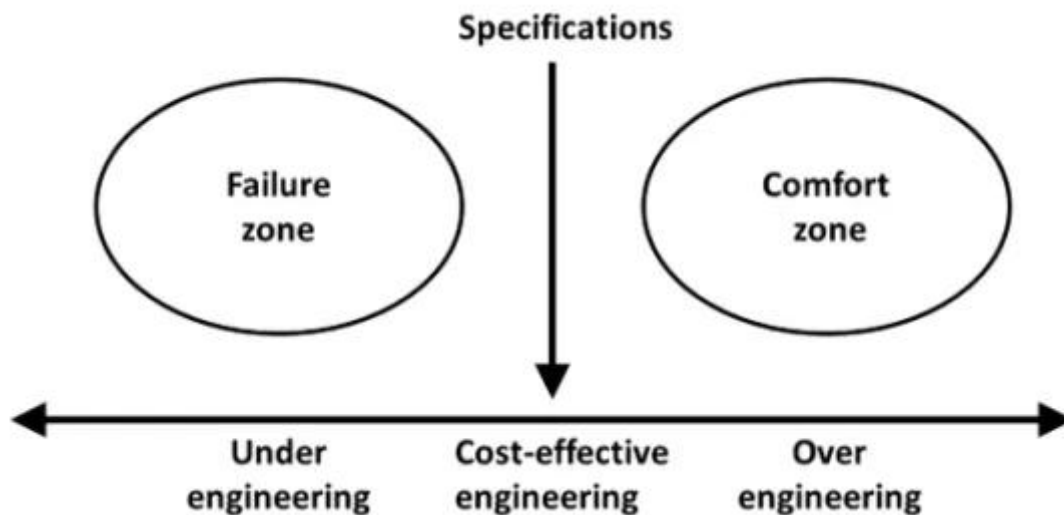 Specifications
Failure
zone
Comfort
zone
Under
engineering
Cost-effective
engineering
Over
engineering